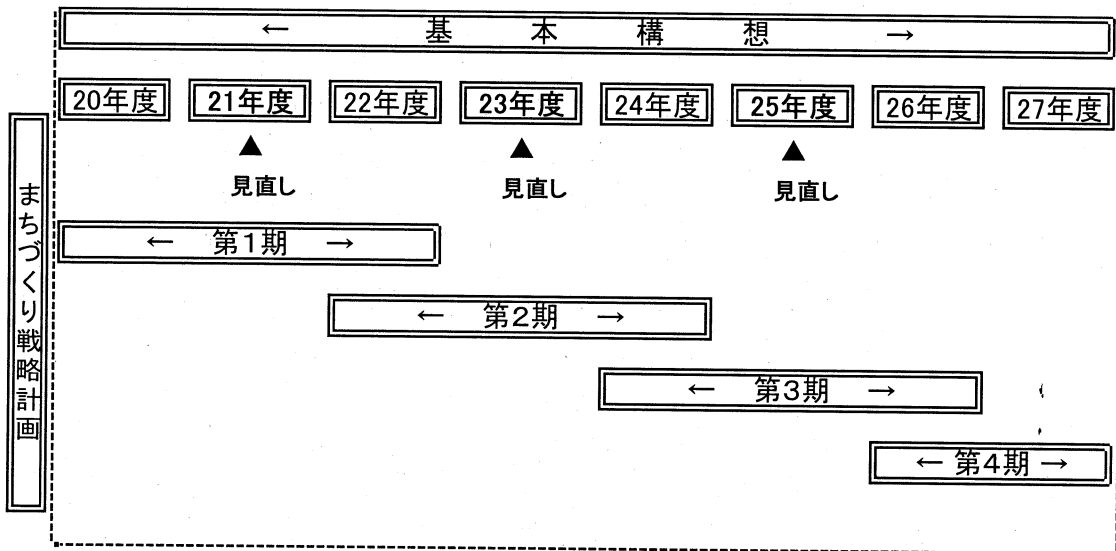 ← 基本構想 →
20年度 21年度 22年度 23年度 24年度 25年度 26年度 27年度
▲ ▲ ▲
見直し 見直し 見直し
まちづくり戦略計画
← 第1期 →
← 第2期 →
← 第3期 →
← 第4期 →